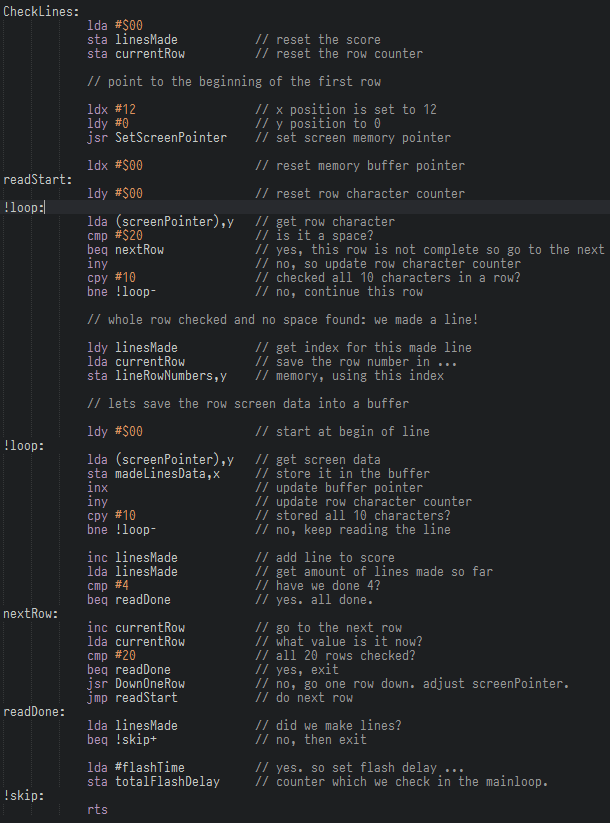 CheckLines:
lda #$00
sta linesMade // reset the score
sta currentRow // reset the row counter
// point to the beginning of the first row
ldx #12 // x position is set to 12
ldy #0 // y position to 0
jsr SetScreenPointer // set screen memory pointer
ldx #$00 // reset memory buffer pointer
readStart:
ldy #$00 // reset row character counter
!loop:
lda (screenPointer),y // get row character
cmp #$20 // is it a space?
beq nextRow // yes, this row is not complete so go to the next
iny // no, so update row character counter
cpy #10 // checked all 10 characters in a row?
bne !loop- // no, continue this row
// whole row checked and no space found: we made a line!
ldy linesMade // get index for this made line
lda currentRow // save the row number in ...
sta lineRowNumbers,y // memory, using this index
// lets save the row screen data into a buffer
ldy #$00 // start at begin of line
!loop:
lda (screenPointer),y // get screen data
sta madeLinesData,x // store it in the buffer
inx // update buffer pointer
iny // update row character counter
cpy #10 // stored all 10 characters?
bne !loop- // no, keep reading the line
inc linesMade // add line to score
lda linesMade // get amount of lines made so far
cmp #4 // have we done 4?
beq readDone // yes. all done.
nextRow:
inc currentRow // go to the next row
lda currentRow // what value is it now?
cmp #20 // all 20 rows checked?
beq readDone // yes, exit
jsr DownOneRow // no, go one row down. adjust screenPointer.
jmp readStart // do next row
readDone:
lda linesMade // did we make lines?
beq !skip+ // no, then exit
lda #flashTime // yes. so set flash delay ...
sta totalFlashDelay // counter which we check in the mainloop.
!skip:
rts